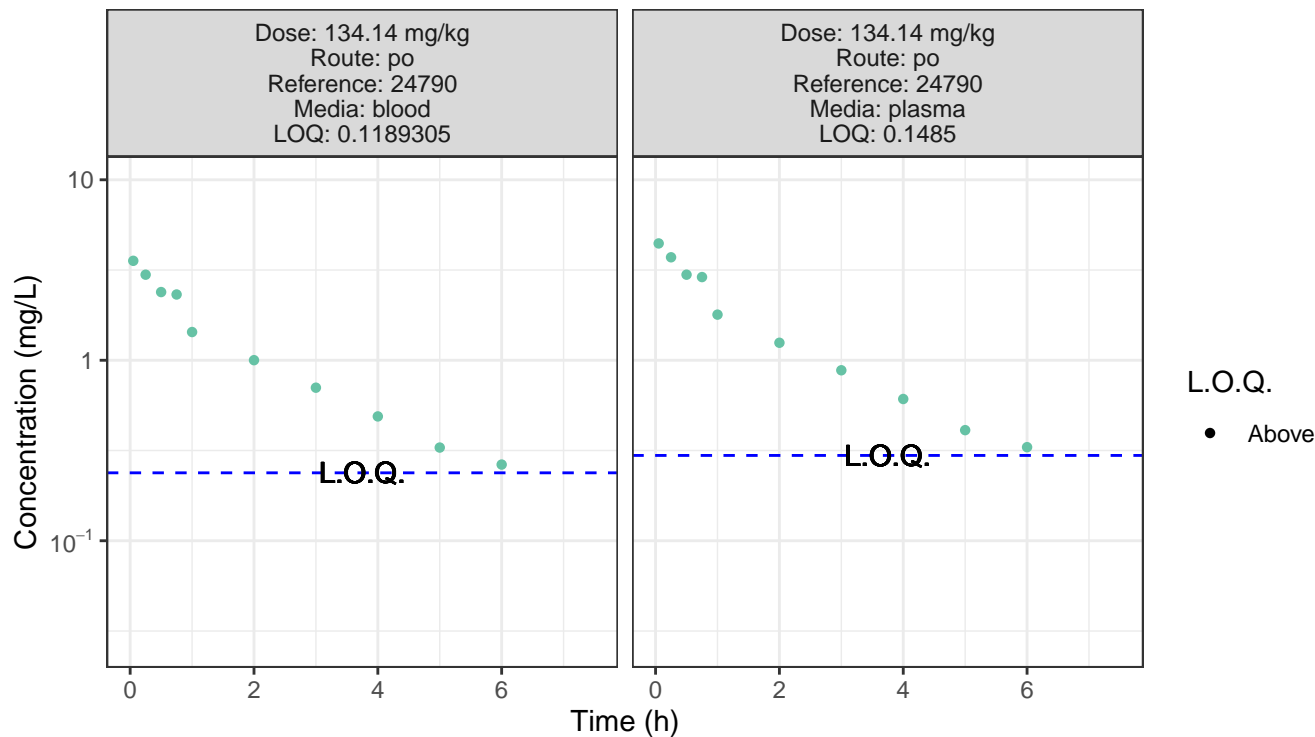 Dose: 134.14 mg/kg
Route: po
Reference: 24790
Media: blood
LOQ: 0.1189305
Dose: 134.14 mg/kg
Route: po
Reference: 24790
Media: plasma
LOQ: 0.1485
Concentration (mg/L)
10
1
10⁻¹
L.O.Q.
L.O.Q.
0 2 4 6
0 2 4 6
Time (h)
L.O.Q.
Above